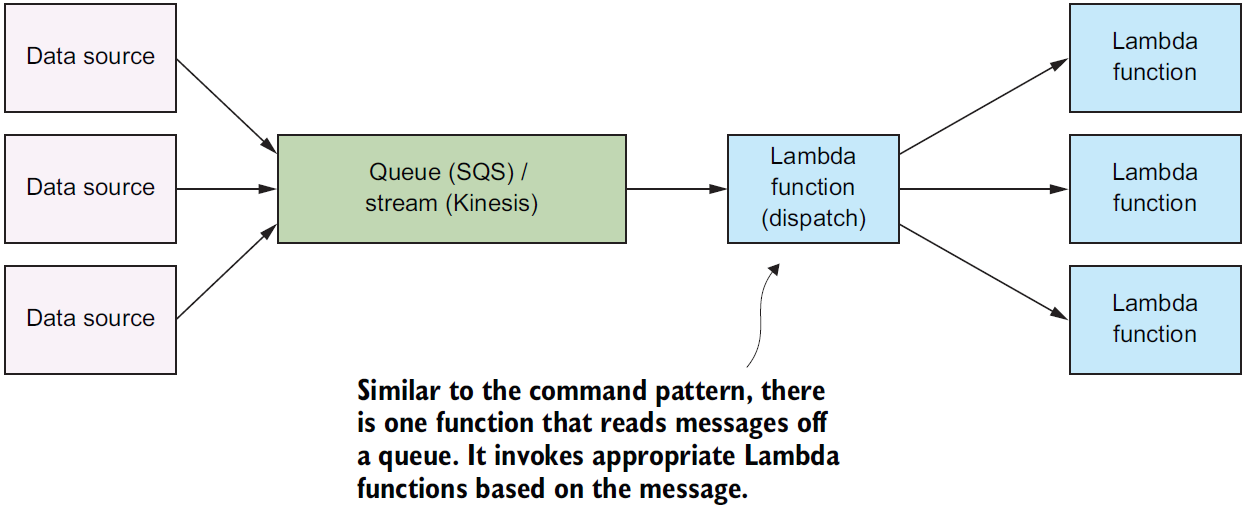 Data source
Data source
Data source
Queue (SQS) /
stream (Kinesis)
Lambda
function
(dispatch)
Lambda
function
Lambda
function
Lambda
function
Similar to the command pattern, there
is one function that reads messages off
a queue. It invokes appropriate Lambda
functions based on the message.